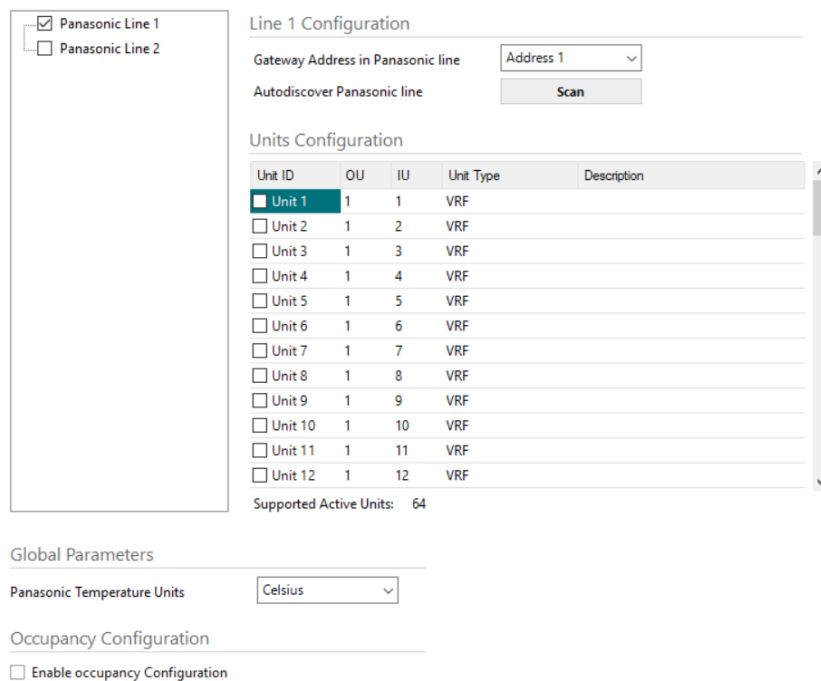 Panasonic Line 1
Panasonic Line 2
Line 1 Configuration
Gateway Address in Panasonic line Address 1
Autodiscover Panasonic line Scan
Units Configuration
Unit ID OU IU Unit Type Description
Unit 1 1 1 VRF
Unit 2 1 2 VRF
Unit 3 1 3 VRF
Unit 4 1 4 VRF
Unit 5 1 5 VRF
Unit 6 1 6 VRF
Unit 7 1 7 VRF
Unit 8 1 8 VRF
Unit 9 1 9 VRF
Unit 10 1 10 VRF
Unit 11 1 11 VRF
Unit 12 1 12 VRF
Supported Active Units: 64
Global Parameters
Panasonic Temperature Units Celsius
Occupancy Configuration
Enable occupancy Configuration